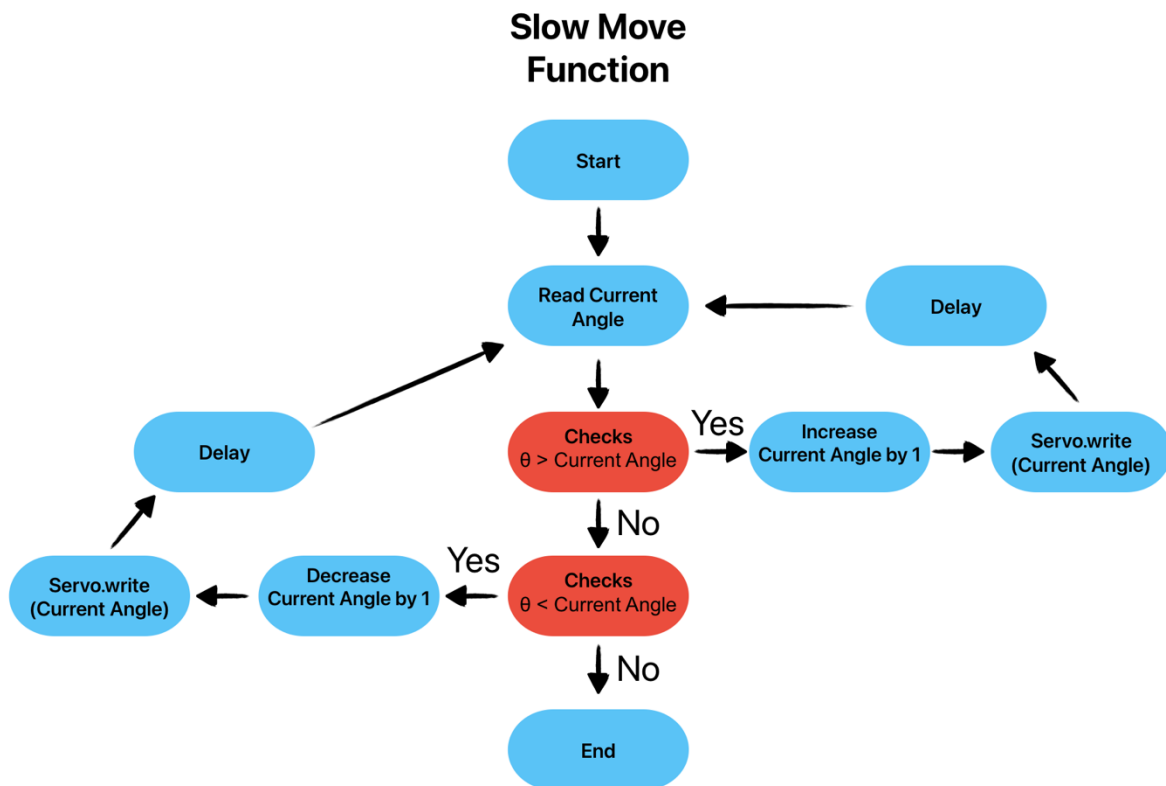 Slow Move
Function
Start
Read Current
Angle
Delay
Delay
Checks
θ > Current Angle
Yes
Increase
Current Angle by 1
Servo.write
(Current Angle)
No
Servo.write
(Current Angle)
Decrease
Current Angle by 1
Yes
Checks
θ < Current Angle
No
End